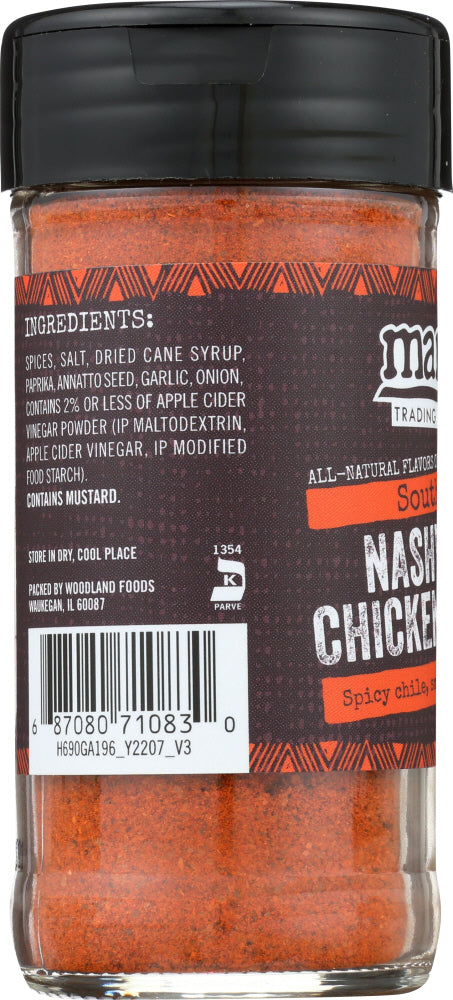 INGREDIENTS:
SPICES, SALT, DRIED CANE SYRUP,
PAPRIKA, ANNATTO SEED, GARLIC, ONION,
CONTAINS 2% OR LESS OF APPLE CIDER
VINEGAR POWDER (IP MALTODEXTRIN,
APPLE CIDER VINEGAR, IP MODIFIED
FOOD STARCH).
CONTAINS MUSTARD.
STORE IN DRY, COOL PLACE
PACKED BY WOODLAND FOODS
WAUKEGAN, IL 60087
1354
K
PARVE
6 87080 71083 0
H690GA196_Y2207_V3
TRADING
ALL-NATURAL FLAVORS
Spicy chile,